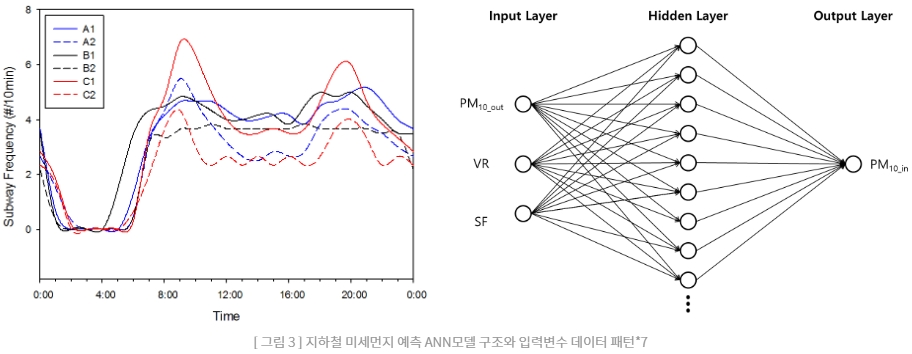 8
6
4
2
0
Subway Frequency (#/10min)
A1
A2
B1
B2
C1
C2
0:00 4:00 8:00 12:00 16:00 20:00 0:00
Time
Input Layer Hidden Layer Output Layer
PM10_out
VR
SF
PM10_in
[ 그림 3 ] 지하철 미세먼지 예측 ANN모델 구조와 입력변수 데이터 패턴*7